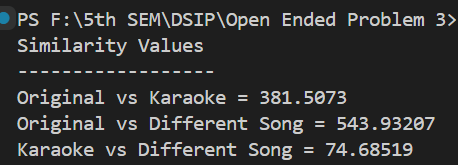 PS F:\5th SEM\DSIP\Open Ended Problem 3>
Similarity Values
------------------
Original vs Karaoke = 381.5073
Original vs Different Song = 543.93207
Karaoke vs Different Song = 74.68519